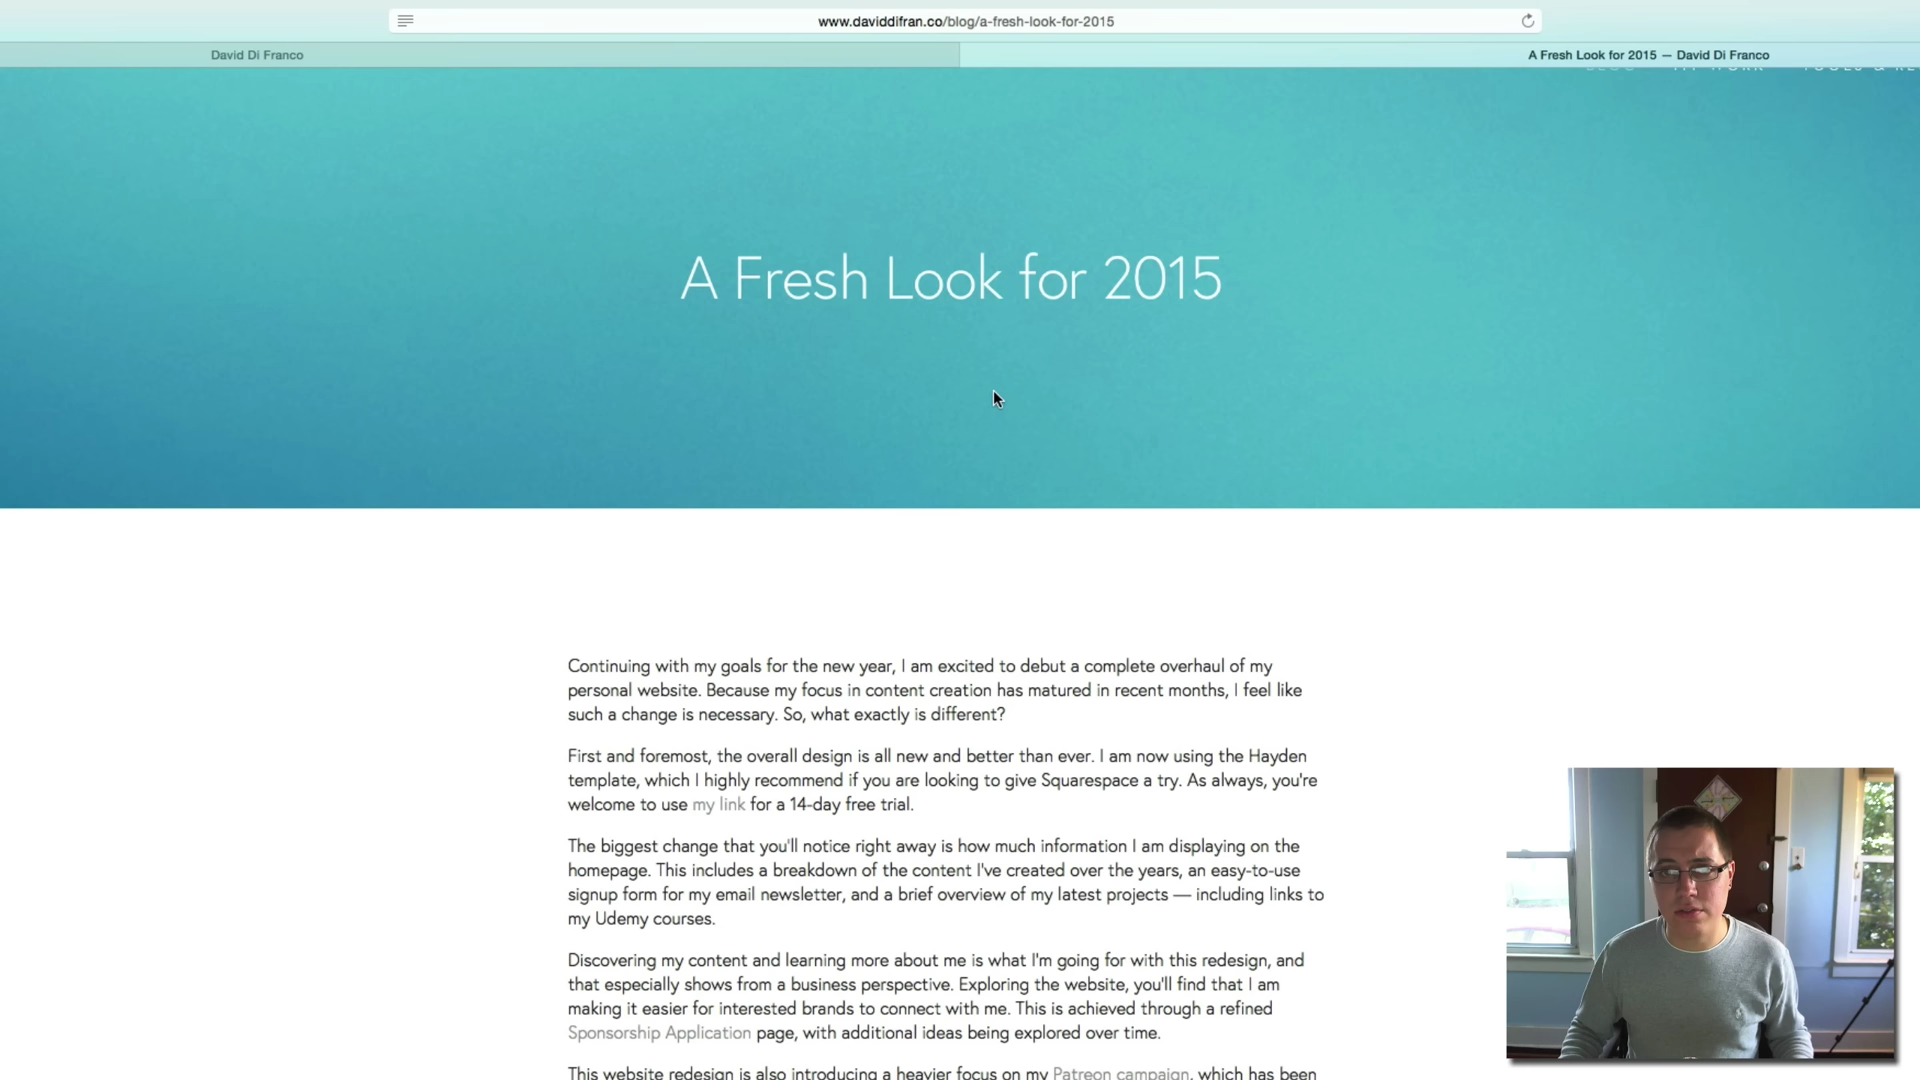 www.daviddifran.co/blog/a-fresh-look-for-2015
David Di Franco
A Fresh Look for 2015 — David Di Franco
A Fresh Look for 2015
Continuing with my goals for the new year, I am excited to debut a complete overhaul of my
personal website. Because my focus in content creation has matured in recent months, I feel like
such a change is necessary. So, what exactly is different?
First and foremost, the overall design is all new and better than ever. I am now using the Hayden
template, which I highly recommend if you are looking to give Squarespace a try. As always, you're
welcome to use my link for a 14-day free trial.
The biggest change that you'll notice right away is how much information I am displaying on the
homepage. This includes a breakdown of the content I've created over the years, an easy-to-use
signup form for my email newsletter, and a brief overview of my latest projects — including links to
my Udemy courses.
Discovering my content and learning more about me is what I'm going for with this redesign, and
that especially shows from a business perspective. Exploring the website, you'll find that I am
making it easier for interested brands to connect with me. This is achieved through a refined
Sponsorship Application page, with additional ideas being explored over time.
This website redesign is also introducing a heavier focus on my Patreon campaign, which has been